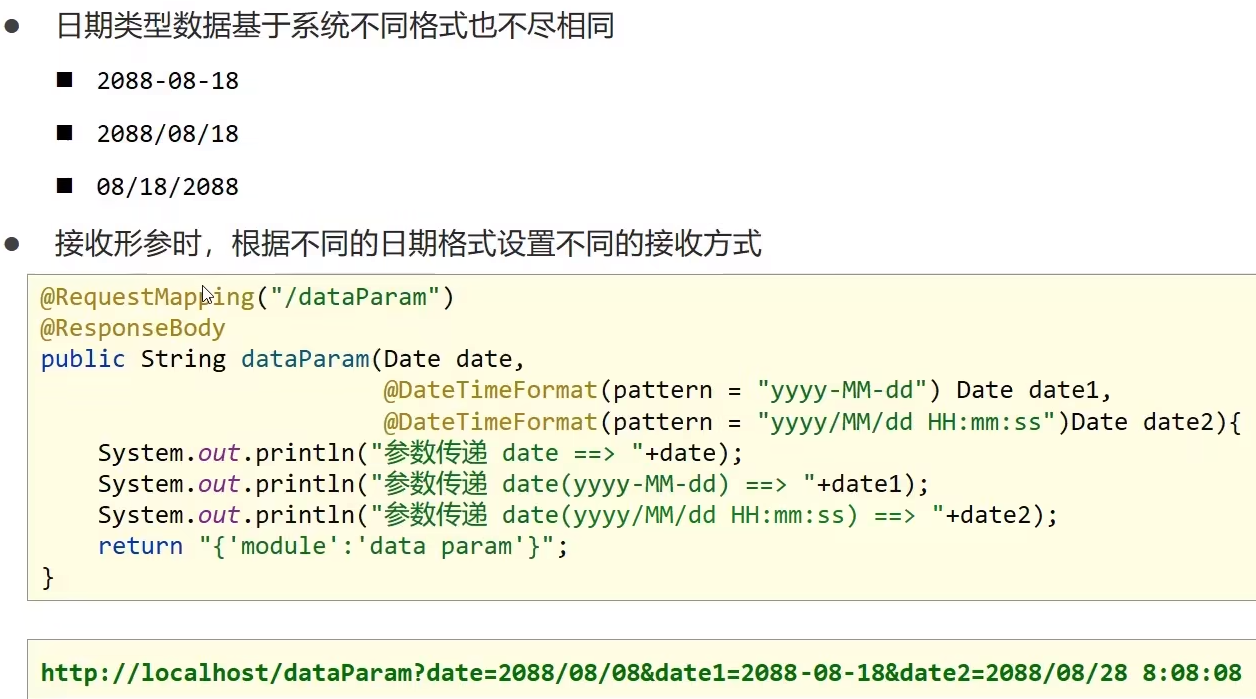 日期类型数据基于系统不同格式也不尽相同
2088-08-18
2088/08/18
08/18/2088
接收形参时，根据不同的日期格式设置不同的接收方式
@RequestMapping("/dataParam")
@ResponseBody
public String dataParam(Date date,
@DateTimeFormat(pattern = "yyyy-MM-dd") Date date1,
@DateTimeFormat(pattern = "yyyy/MM/dd HH:mm:ss")Date date2){
System.out.println("参数传递 date ==> "+date);
System.out.println("参数传递 date(yyyy-MM-dd) ==> "+date1);
System.out.println("参数传递 date(yyyy/MM/dd HH:mm:ss) ==> "+date2);
return "{'module':'data param'}";
}
http://localhost/dataParam?date=2088/08/08&date1=2088-08-18&date2=2088/08/28 8:08:08